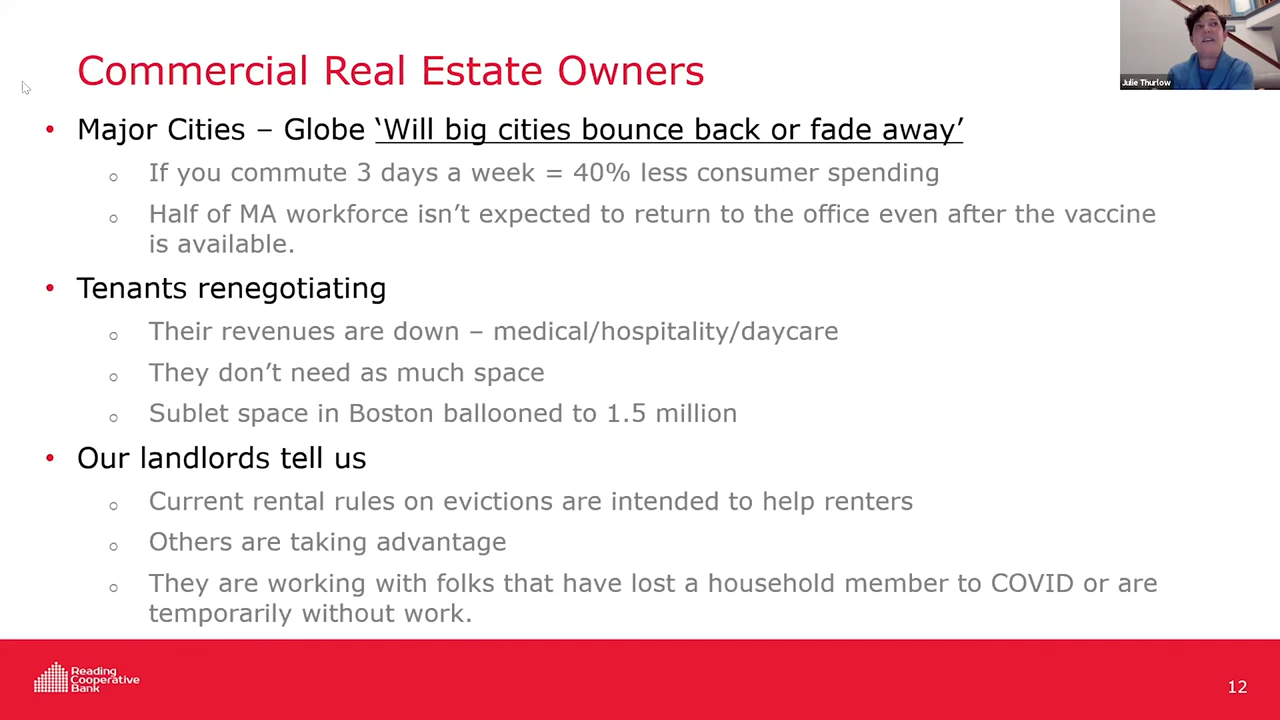 Commercial Real Estate Owners
Julie Thurlow
• Major Cities – Globe ‘Will big cities bounce back or fade away’
o If you commute 3 days a week = 40% less consumer spending
o Half of MA workforce isn’t expected to return to the office even after the vaccine
is available.
• Tenants renegotiating
o Their revenues are down – medical/hospitality/daycare
o They don’t need as much space
o Sublet space in Boston ballooned to 1.5 million
• Our landlords tell us
o Current rental rules on evictions are intended to help renters
o Others are taking advantage
o They are working with folks that have lost a household member to COVID or are
temporarily without work.
Reading
Cooperative
Bank
12